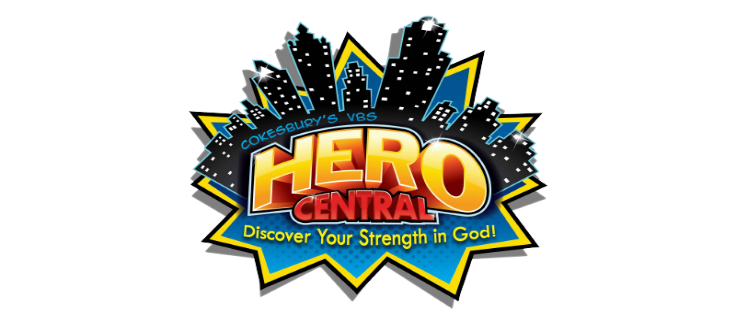 COKESBURY'S VBS
HERO
CENTRAL
Discover Your Strength in God!